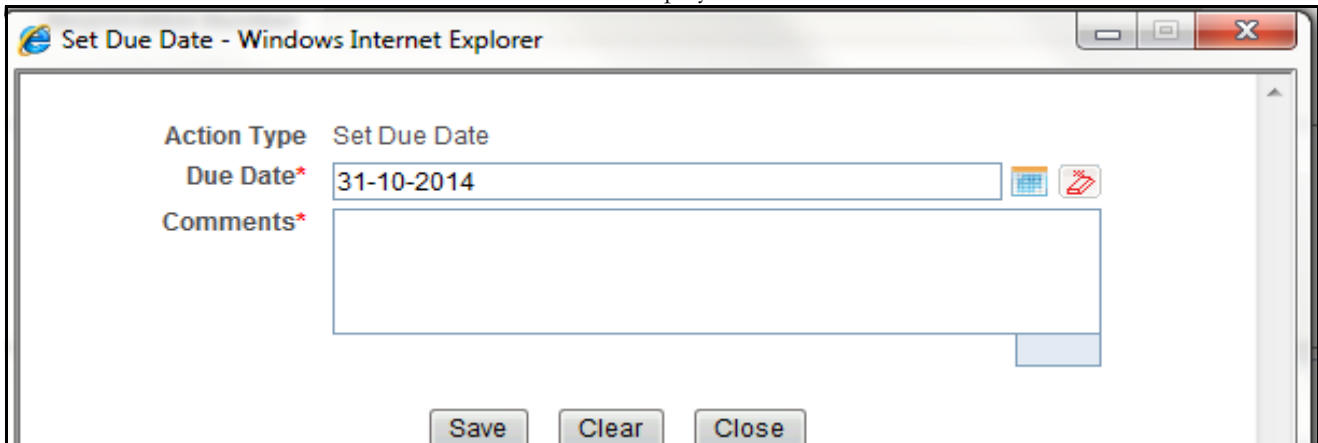 Set Due Date - Windows Internet Explorer
Action Type Set Due Date
Due Date* 31-10-2014
Comments*
Save Clear Close